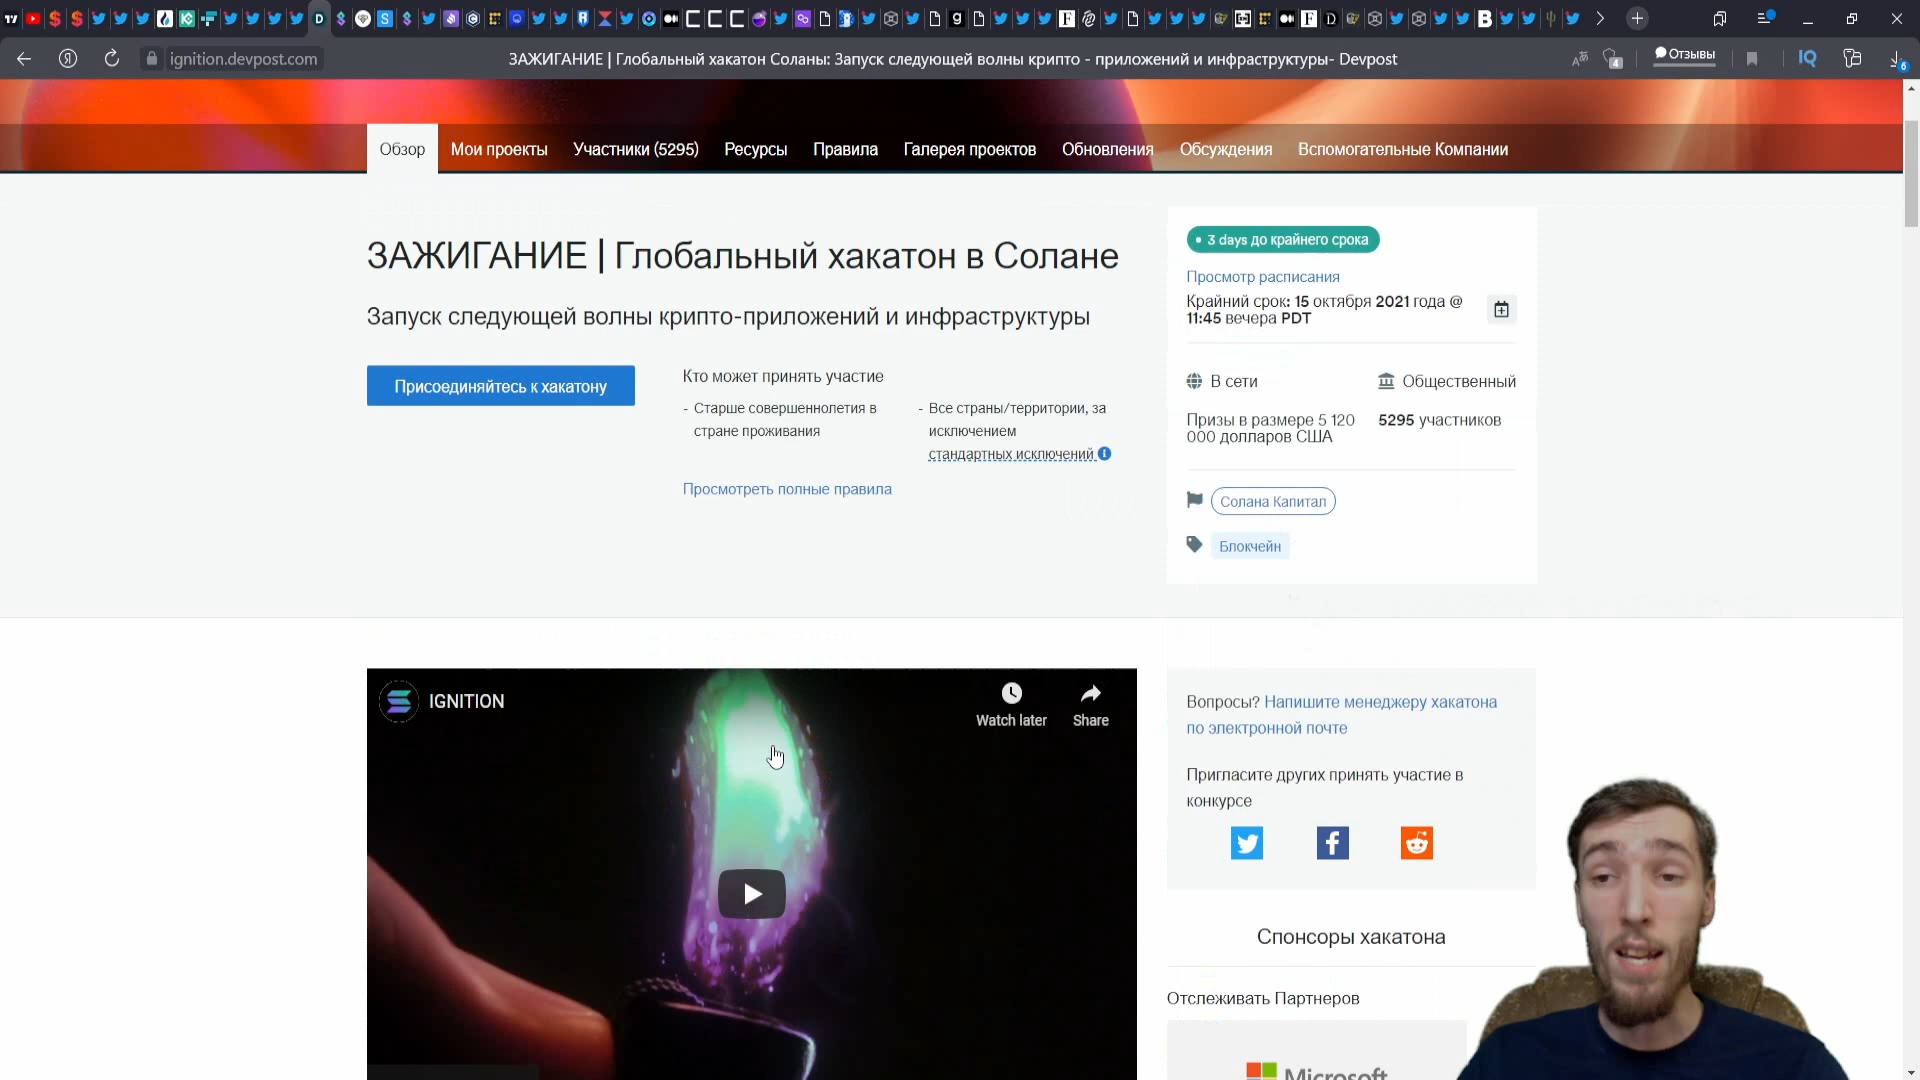 ignition.devpost.com
ЗАЖИГАНИЕ | Глобальный хакатон Соланы: Запуск следующей волны крипто - приложений и инфраструктуры- Devpost
4
Отзывы
IQ
6
Обзор
Мои проекты
Участники (5295)
Ресурсы
Правила
Галерея проектов
Обновления
Обсуждения
Вспомогательные Компании
ЗАЖИГАНИЕ | Глобальный хакатон в Солане
Запуск следующей волны крипто-приложений и инфраструктуры
Присоединяйтесь к хакатону
Кто может принять участие
- Старше совершеннолетия в
стране проживания
- Все страны/территории, за
исключением
стандартных исключений
Просмотреть полные правила
3 days до крайнего срока
Просмотр расписания
Крайний срок: 15 октября 2021 года @
11:45 вечера PDT
В сети
Общественный
Призы в размере 5 120
000 долларов США
5295 участников
Солана Капитал
Блокчейн
IGNITION
Watch later
Share
Вопросы? Напишите менеджеру хакатона
по электронной почте
Пригласите других принять участие в
конкурсе
Спонсоры хакатона
Отслеживать Партнеров
Microsoft